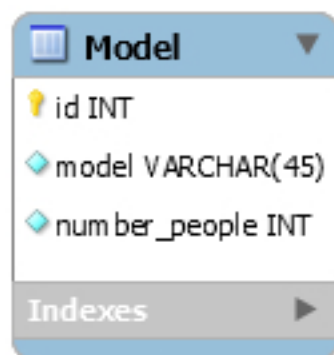 Model
id INT
model VARCHAR(45)
number_people INT
Indexes